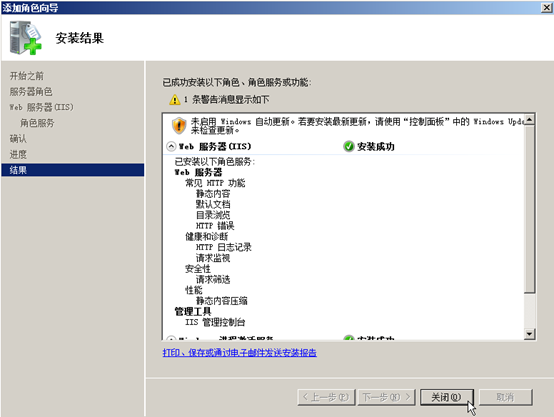 添加角色向导
安装结果
开始之前
服务器角色
Web 服务器(IIS)
角色服务
确认
进度
结果
已成功安装以下角色、角色服务或功能:
1 条警告消息显示如下
未启用 Windows 自动更新。若要安装最新更新，请使用“控制面板”中的 Windows Upd
来检查更新。
Web 服务器(IIS) 安装成功
已安装以下角色服务:
Web 服务器
常见 HTTP 功能
静态内容
默认文档
目录浏览
HTTP 错误
健康和诊断
HTTP 日志记录
请求监视
安全性
请求筛选
性能
静态内容压缩
管理工具
IIS 管理控制台
Windows 进程激活服务 安装成功
打印、保存或通过电子邮件发送安装报告
< 上一步(P) 下一步(N) > 关闭(O) 取消